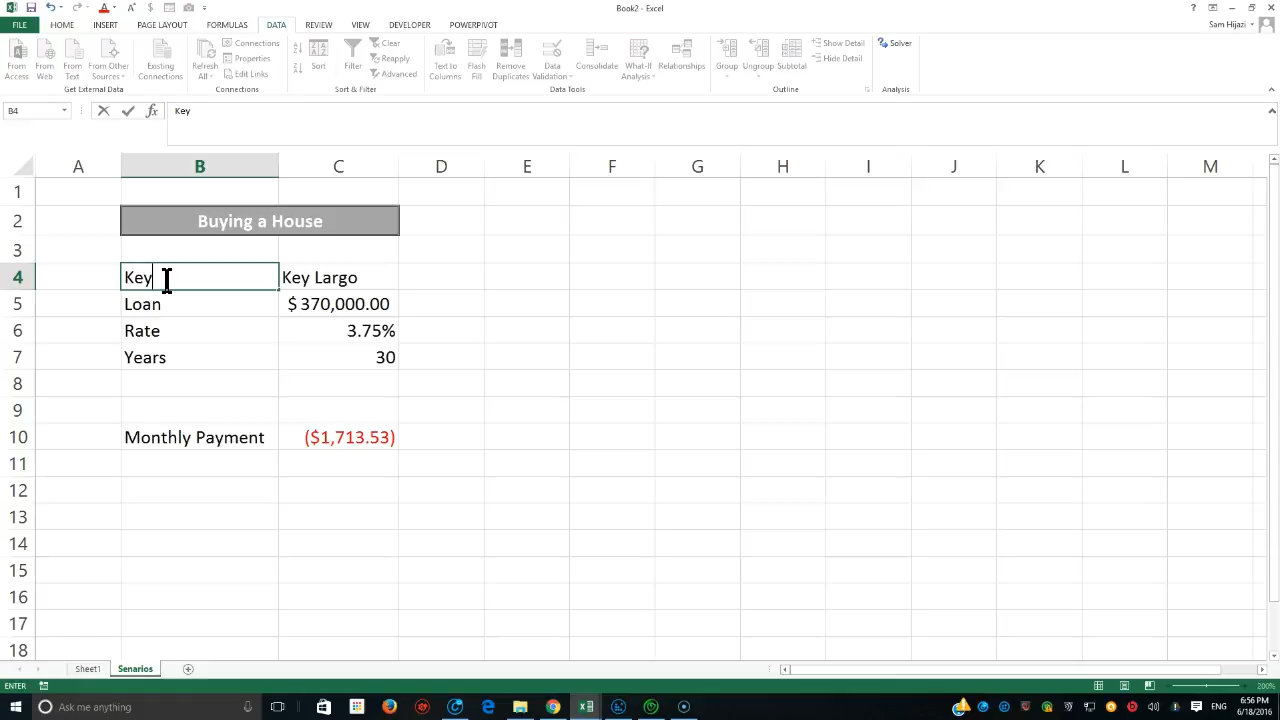 Book2 - Excel
FILE HOME INSERT PAGE LAYOUT FORMULAS DATA REVIEW VIEW DEVELOPER POWERPIVOT Sam Hijazi
From Access
From Web
From Text
From Other Sources
Existing Connections
Refresh All
Connections
Properties
Edit Links
Sort
Filter
Clear
Reapply
Advanced
Text to Columns
Flash Fill
Remove Duplicates
Data Validation
Consolidate
What-If Analysis
Relationships
Group
Ungroup
Subtotal
Show Detail
Hide Detail
Solver
Get External Data Connections Sort & Filter Data Tools Outline Analysis
B4 fx Key
A B C D E F G H I J K L M
1
2 Buying a House
3
4 Key Key Largo
5 Loan $ 370,000.00
6 Rate 3.75%
7 Years 30
8
9
10 Monthly Payment ($1,713.53)
11
12
13
14
15
16
17
18
Sheet1 Senarios
ENTER 200%
Ask me anything 6:56 PM
6/18/2016